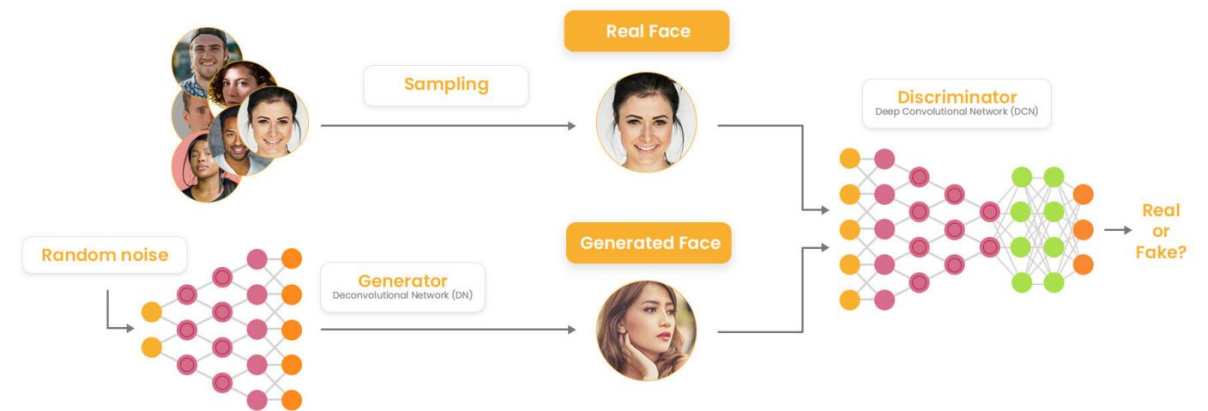 Real Face
Sampling
Discriminator
Deep Convolutional Network (DCN)
Random noise
Generator
Deconvolutional Network (DN)
Generated Face
Real
or
Fake?